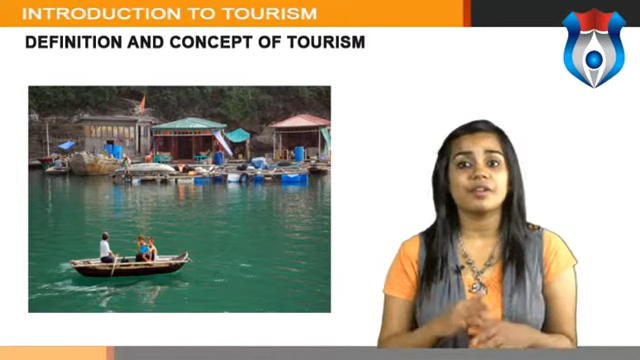 INTRODUCTION TO TOURISM
DEFINITION AND CONCEPT OF TOURISM